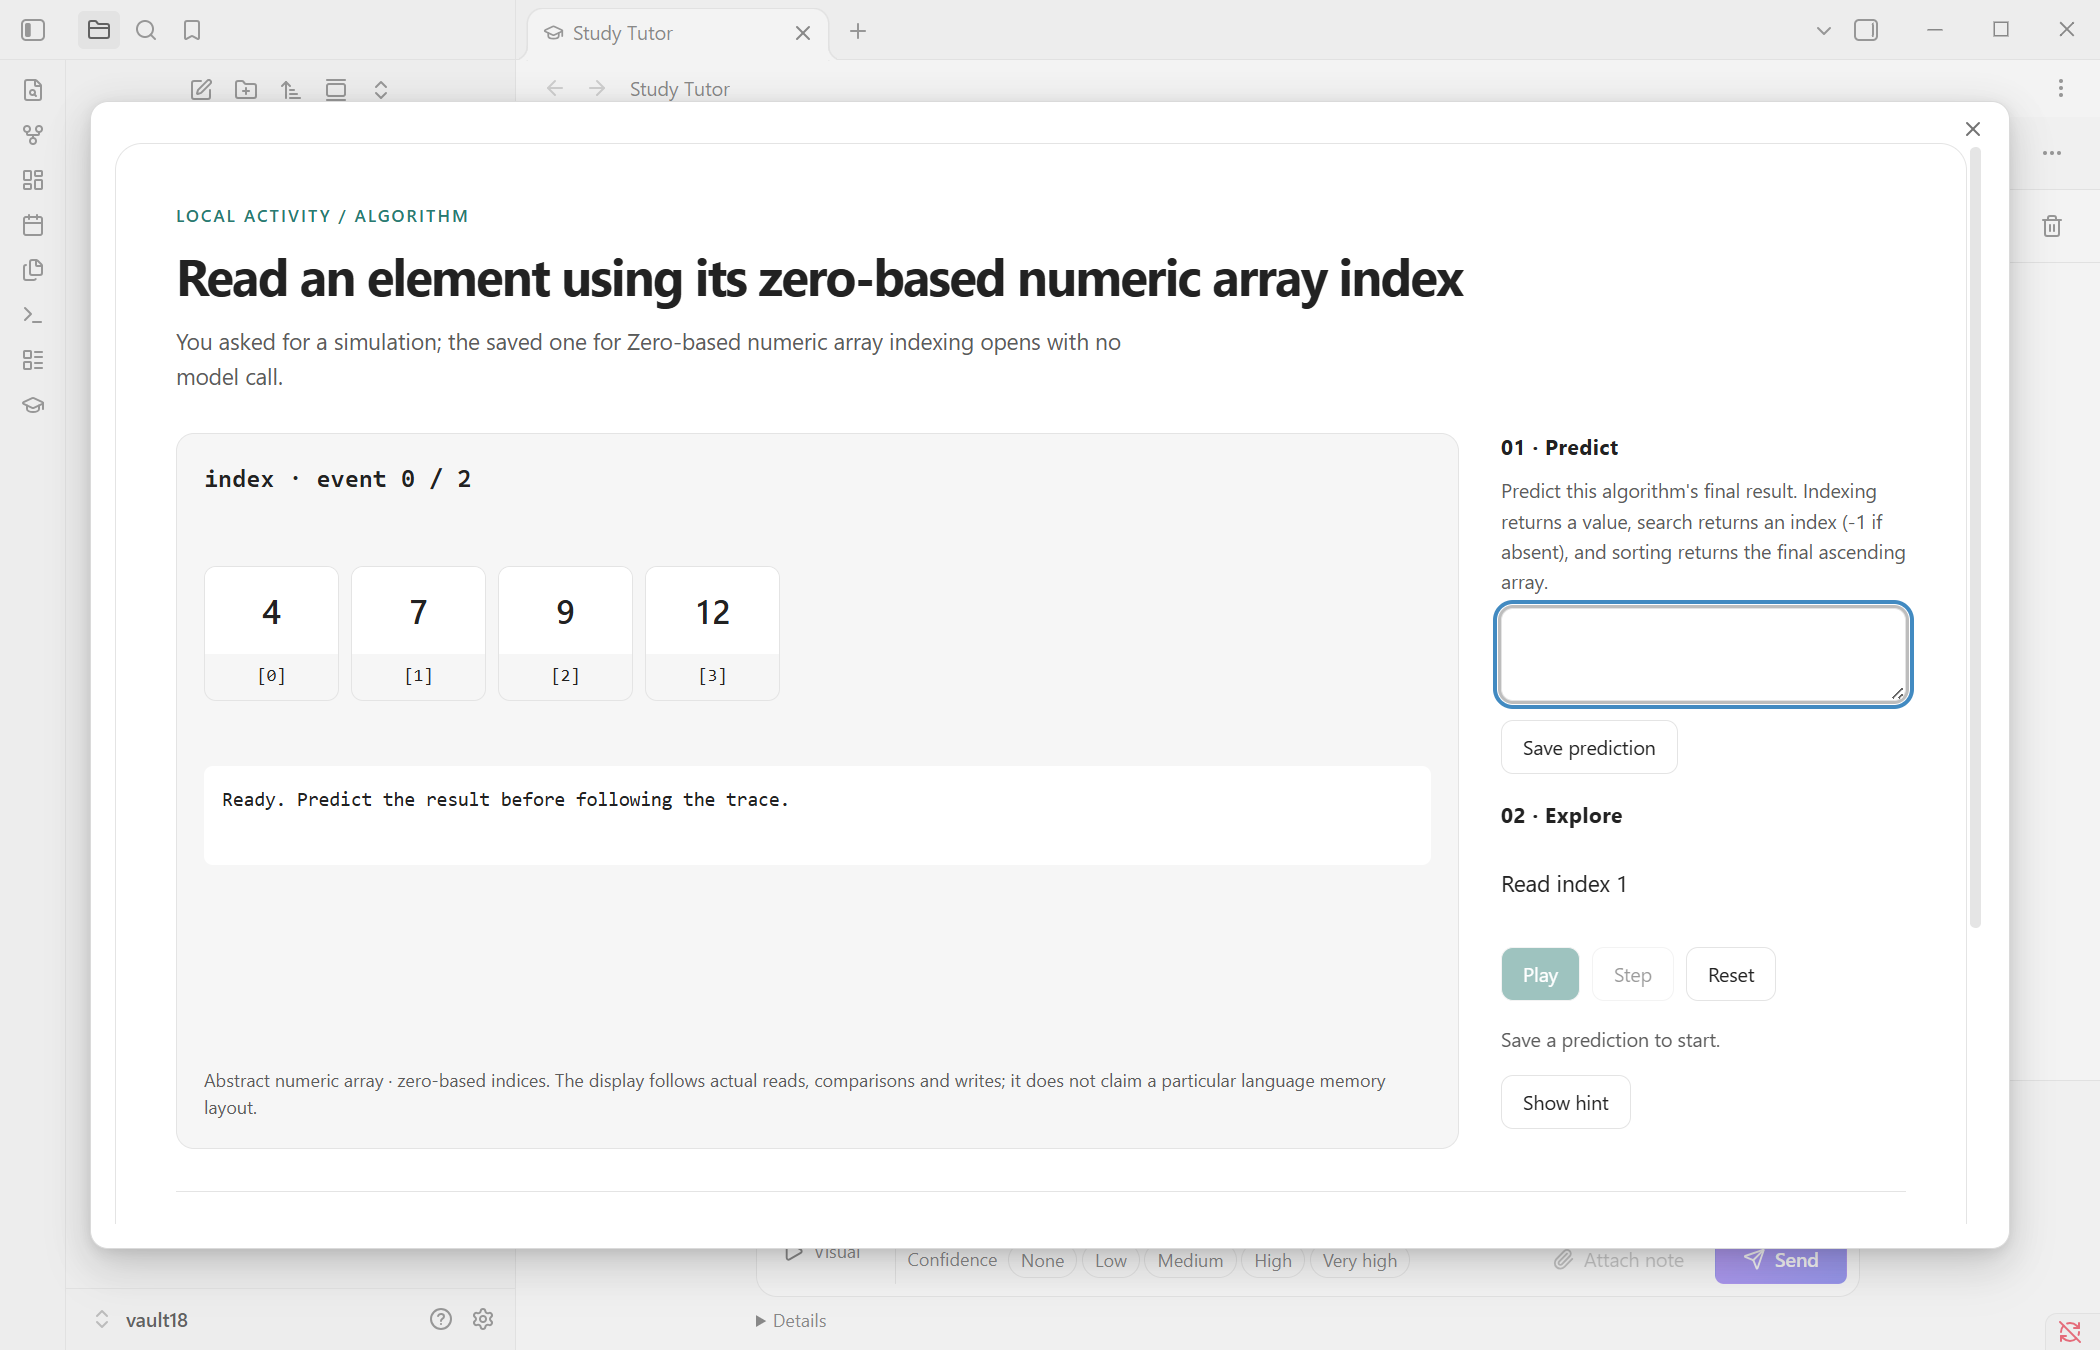 Study Tutor
Study Tutor
LOCAL ACTIVITY / ALGORITHM
Read an element using its zero-based numeric array index
You asked for a simulation; the saved one for Zero-based numeric array indexing opens with no
model call.
index · event 0 / 2
4
7
9
12
[0]
[1]
[2]
[3]
Ready. Predict the result before following the trace.
Abstract numeric array · zero-based indices. The display follows actual reads, comparisons and writes; it does not claim a particular language memory
layout.
01 · Predict
Predict this algorithm's final result. Indexing
returns a value, search returns an index (-1 if
absent), and sorting returns the final ascending
array.
Save prediction
02 · Explore
Read index 1
Play
Step
Reset
Save a prediction to start.
Show hint
Visual
Confidence
None
Low
Medium
High
Very high
Attach note
Send
Details
vault18